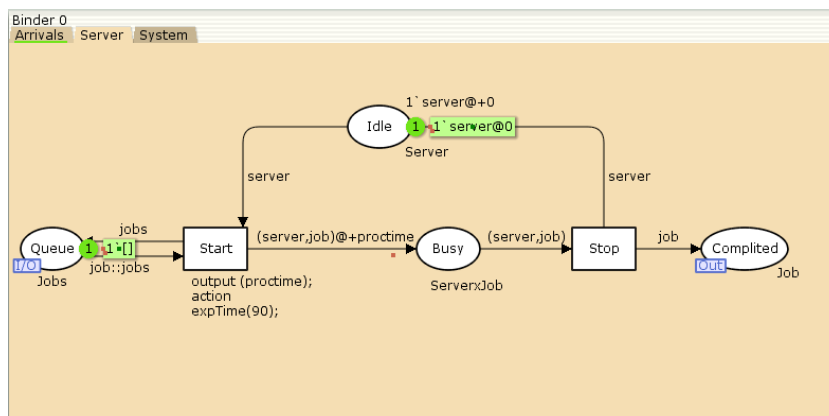 Binder 0
Arrivals Server System
1`server@+0
Idle 1 1`server@0
Server
server server
jobs (server,job)@+proctime (server,job) job
Queue 1 1`[] Start Busy Stop Complited
I/O job::jobs Out
Jobs output (proctime); ServerxJob Job
action
expTime(90);